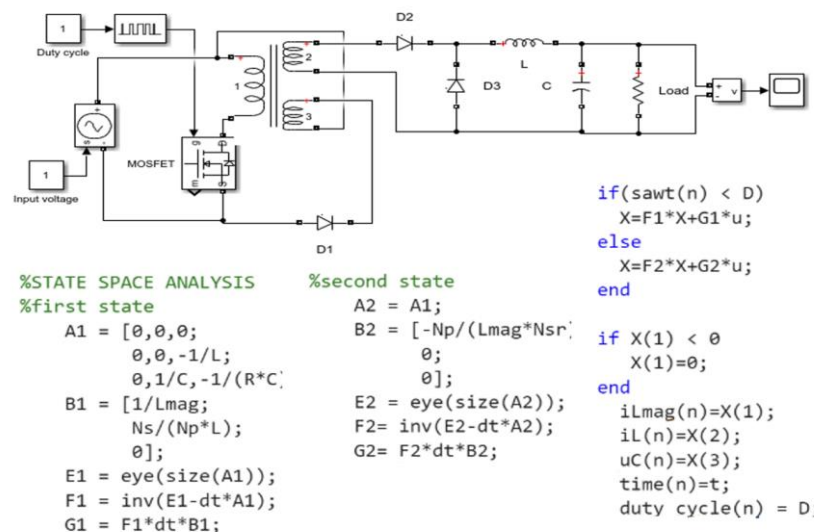 1
Duty cycle
D2
1
2
3
L
D3
C
Load
+
-
v
+
s
-
MOSFET
g
D
m
S
1
Input voltage
D1
%STATE SPACE ANALYSIS
%first state
A1 = [0,0,0;
0,0,-1/L;
0,1/C,-1/(R*C)
B1 = [1/Lmag;
Ns/(Np*L);
0];
E1 = eye(size(A1));
F1 = inv(E1-dt*A1);
G1 = F1*dt*B1;
%second state
A2 = A1;
B2 = [-Np/(Lmag*Nsr)
0;
0];
E2 = eye(size(A2));
F2= inv(E2-dt*A2);
G2= F2*dt*B2;
if(sawt(n) < D)
X=F1*X+G1*u;
else
X=F2*X+G2*u;
end
if X(1) < 0
X(1)=0;
end
iLmag(n)=X(1);
iL(n)=X(2);
uC(n)=X(3);
time(n)=t;
duty cycle(n) = D